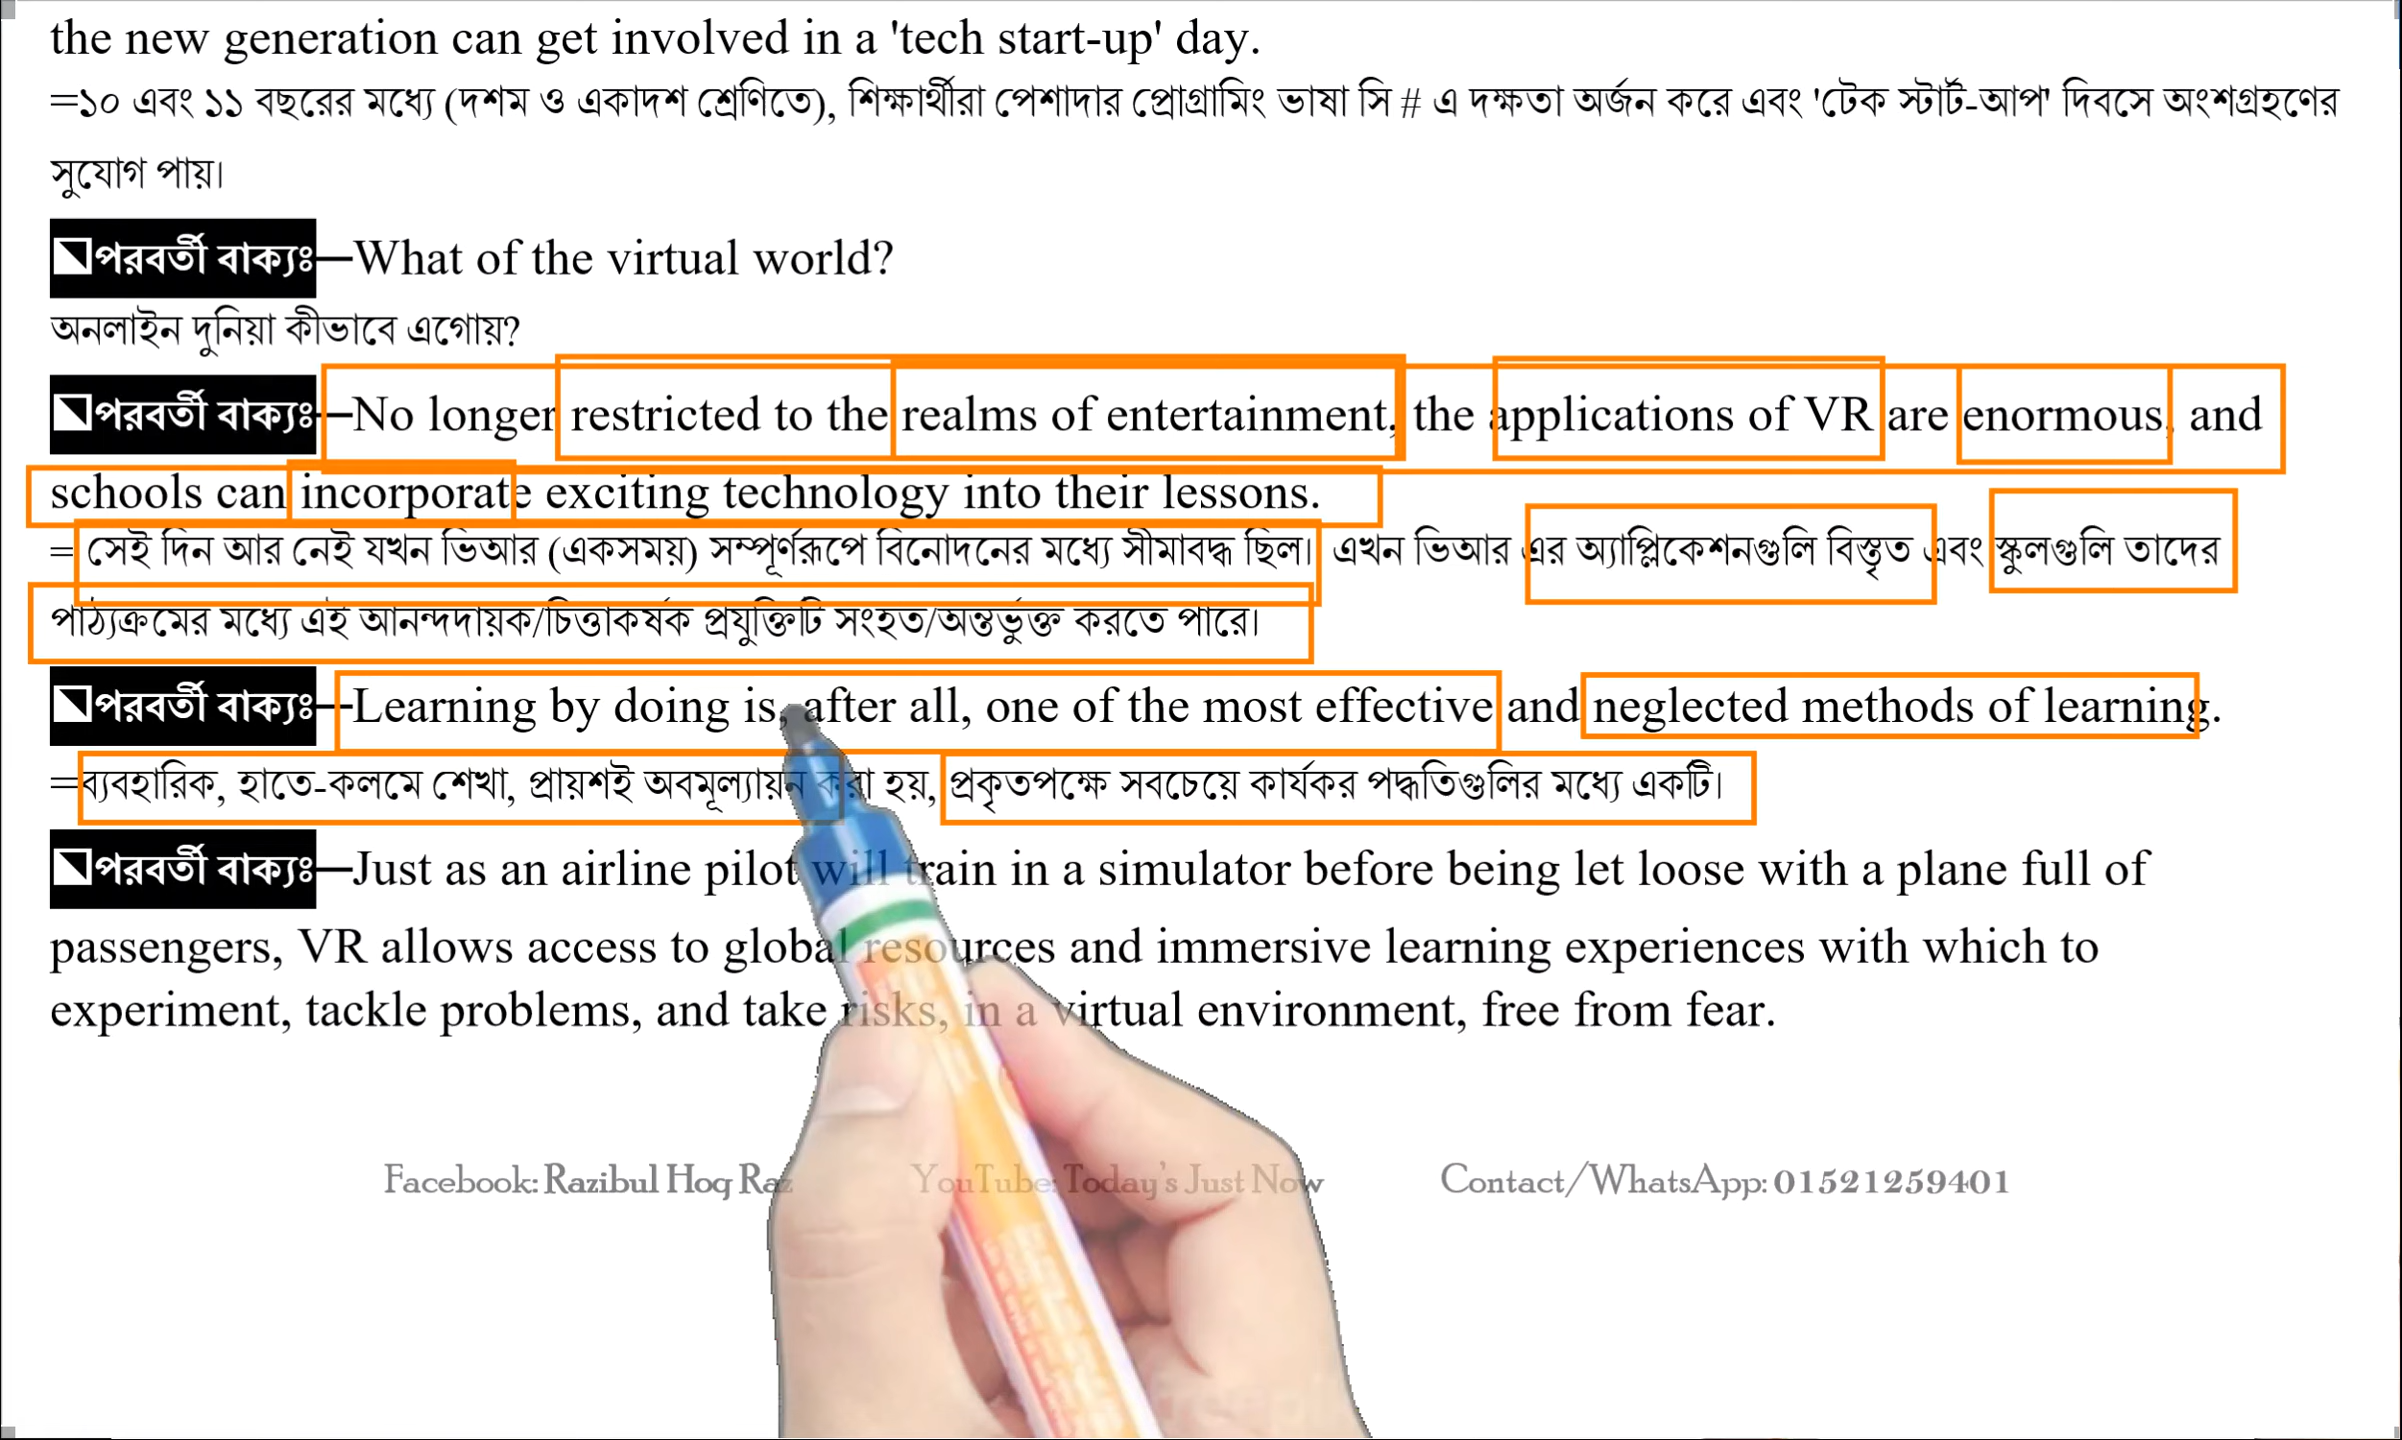 the new generation can get involved in a 'tech start-up' day.
=১০ এবং ১১ বছরের মধ্যে (দশম ও একাদশ শ্রেণিতে), শিক্ষার্থীরা পেশাদার প্রোগ্রামিং ভাষা সি # এ দক্ষতা অর্জন করে এবং 'টেক স্টার্ট-আপ' দিবসে অংশগ্রহণের
সুযোগ পায়।
পরবর্তী বাক্যঃ—What of the virtual world?
অনলাইন দুনিয়া কীভাবে এগোয়?
পরবর্তী বাক্যঃ—No longer restricted to the realms of entertainment, the applications of VR are enormous, and
schools can incorporate exciting technology into their lessons.
= সেই দিন আর নেই যখন ভিআর (একসময়) সম্পূর্ণরূপে বিনোদনের মধ্যে সীমাবদ্ধ ছিল। এখন ভিআর এর অ্যাপ্লিকেশনগুলি বিস্তৃত এবং স্কুলগুলি তাদের
পাঠ্যক্রমের মধ্যে এই আনন্দদায়ক/চিত্তাকর্ষক প্রযুক্তিটি সংহত/অন্তর্ভুক্ত করতে পারে।
পরবর্তী বাক্যঃ—Learning by doing is, after all, one of the most effective and neglected methods of learning.
=ব্যবহারিক, হাতে-কলমে শেখা, প্রায়শই অবমূল্যায়ন করা হয়, প্রকৃতপক্ষে সবচেয়ে কার্যকর পদ্ধতিগুলির মধ্যে একটি।
পরবর্তী বাক্যঃ—Just as an airline pilot will train in a simulator before being let loose with a plane full of
passengers, VR allows access to global resources and immersive learning experiences with which to
experiment, tackle problems, and take risks, in a virtual environment, free from fear.
Facebook: Razibul Hoq Raz YouTube: Today's Just Now Contact/WhatsApp: 01521259401